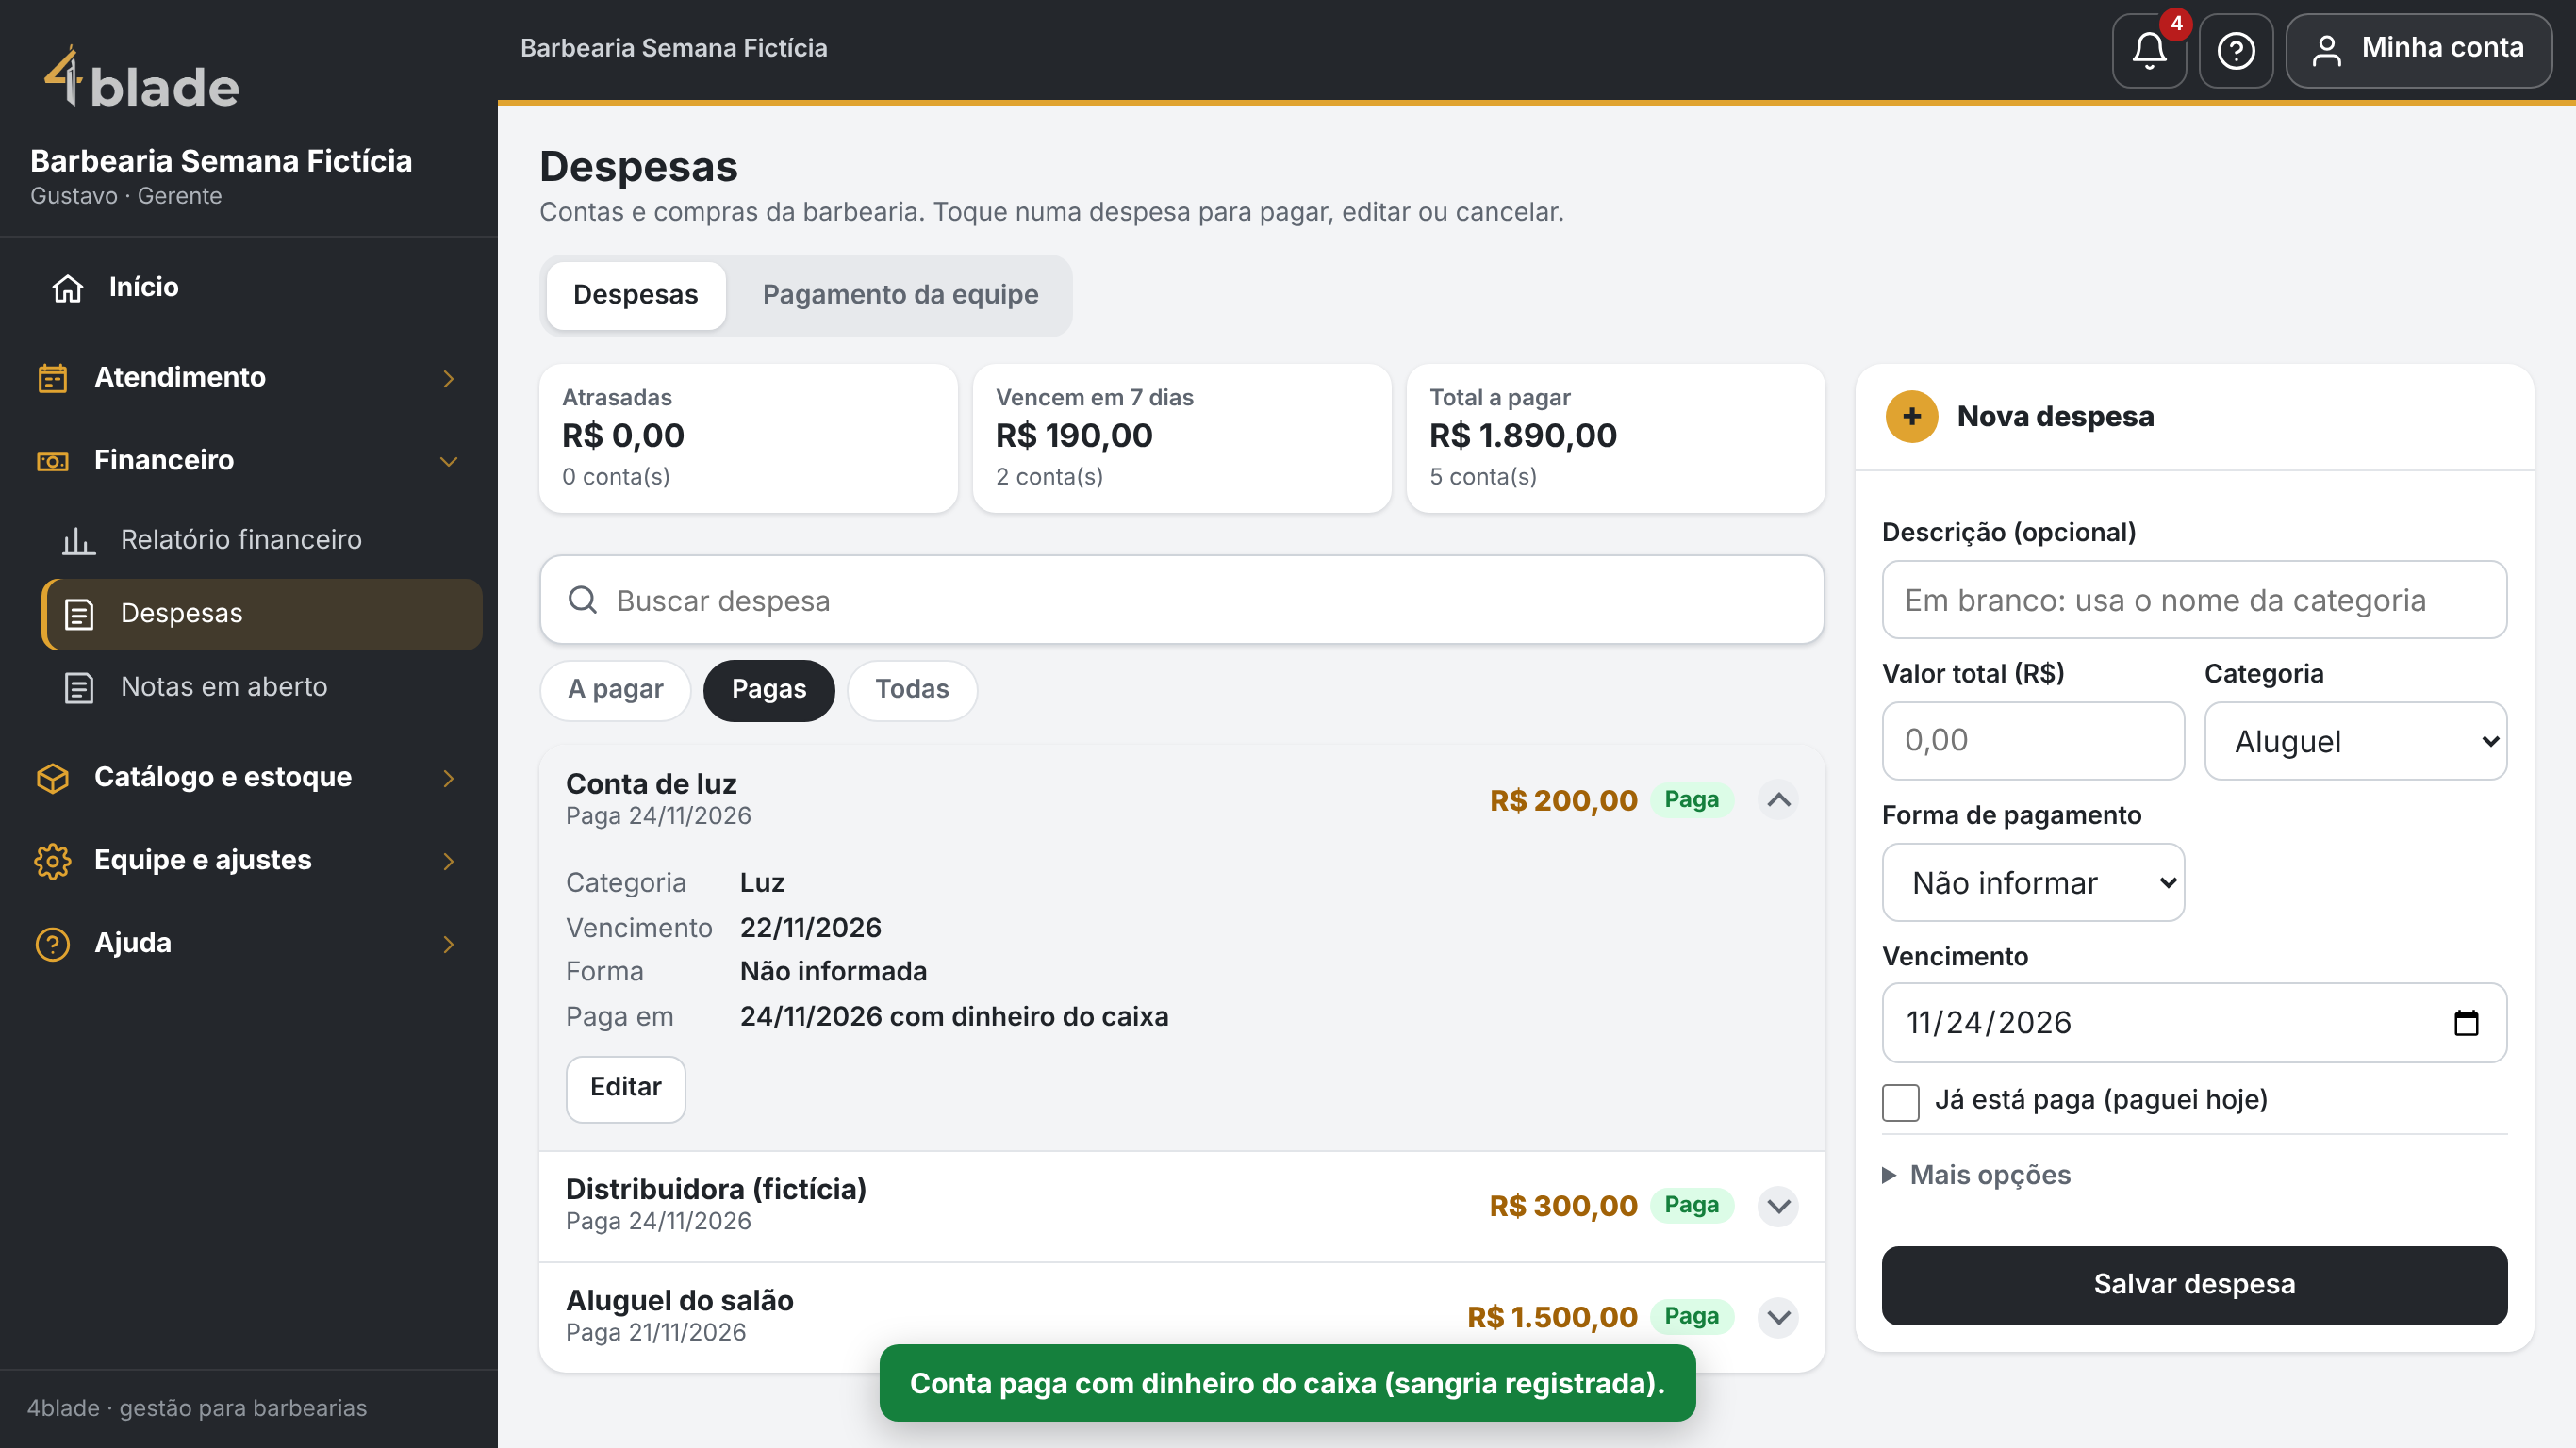 4blade
Barbearia Semana Fictícia
Gustavo · Gerente
Início
Atendimento
Financeiro
Relatório financeiro
Despesas
Notas em aberto
Catálogo e estoque
Equipe e ajustes
Ajuda
4blade · gestão para barbearias
Barbearia Semana Fictícia
4
Minha conta
Despesas
Contas e compras da barbearia. Toque numa despesa para pagar, editar ou cancelar.
Despesas
Pagamento da equipe
Atrasadas
R$ 0,00
0 conta(s)
Vencem em 7 dias
R$ 190,00
2 conta(s)
Total a pagar
R$ 1.890,00
5 conta(s)
Buscar despesa
A pagar
Pagas
Todas
Conta de luz
Paga 24/11/2026
R$ 200,00
Paga
Categoria Luz
Vencimento 22/11/2026
Forma Não informada
Paga em 24/11/2026 com dinheiro do caixa
Editar
Distribuidora (fictícia)
Paga 24/11/2026
R$ 300,00
Paga
Aluguel do salão
Paga 21/11/2026
R$ 1.500,00
Paga
Conta paga com dinheiro do caixa (sangria registrada).
+ Nova despesa
Descrição (opcional)
Em branco: usa o nome da categoria
Valor total (R$)
0,00
Categoria
Aluguel
Forma de pagamento
Não informar
Vencimento
11/24/2026
Já está paga (paguei hoje)
Mais opções
Salvar despesa